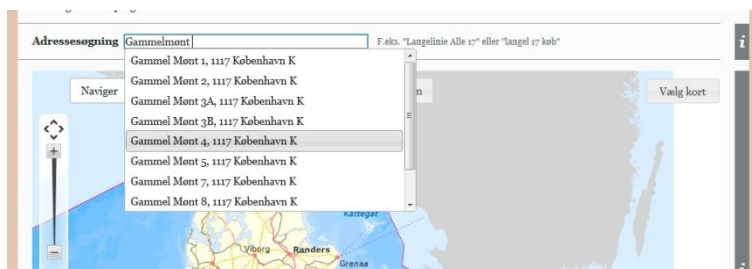 Adressesøgning Gammelmønt F.eks. "Langelinie Alle 17" eller "langel 17 køb"
Gammel Mønt 1, 1117 København K
Gammel Mønt 2, 1117 København K
Gammel Mønt 3A, 1117 København K
Gammel Mønt 3B, 1117 København K
Gammel Mønt 4, 1117 København K
Gammel Mønt 5, 1117 København K
Gammel Mønt 7, 1117 København K
Gammel Mønt 8, 1117 København K
Naviger
Vælg kort
i
Kattegat
Viborg
Randers
Grenaa